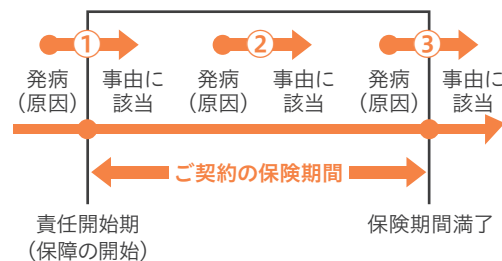 1
2
3
発病
(原因)
事由に
該当
発病
(原因)
事由に
該当
発病
(原因)
事由に
該当
ご契約の保険期間
責任開始期
(保障の開始)
保険期間満了